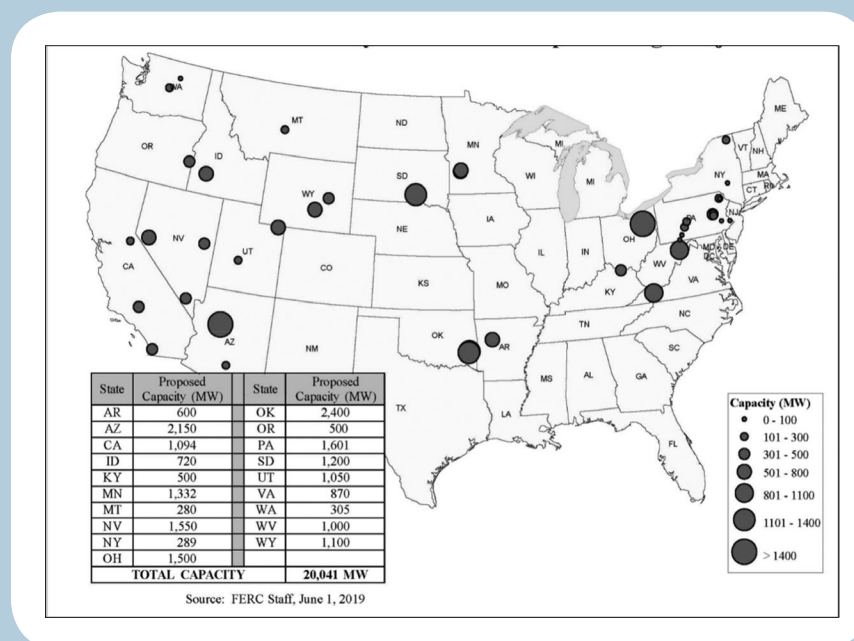 WA
MT
ND
MN
ME
OR
ID
SD
WI
MI
MI
VT
NH
NY
MA
CT
RI
WY
NE
IA
PA
NJ
NV
UT
CO
IL
IN
OH
MD
DE
DC
WV
VA
CA
KS
MO
KY
AZ
NM
OK
AR
TN
NC
SC
TX
LA
MS
AL
GA
FL
State Proposed Capacity (MW) State Proposed Capacity (MW)
AR 600 OK 2,400
AZ 2,150 OR 500
CA 1,094 PA 1,601
ID 720 SD 1,200
KY 500 UT 1,050
MN 1,332 VA 870
MT 280 WA 305
NV 1,550 WV 1,000
NY 289 WY 1,100
OH 1,500
TOTAL CAPACITY 20,041 MW
Source: FERC Staff, June 1, 2019
Capacity (MW)
0 - 100
101 - 300
301 - 500
501 - 800
801 - 1100
1101 - 1400
> 1400